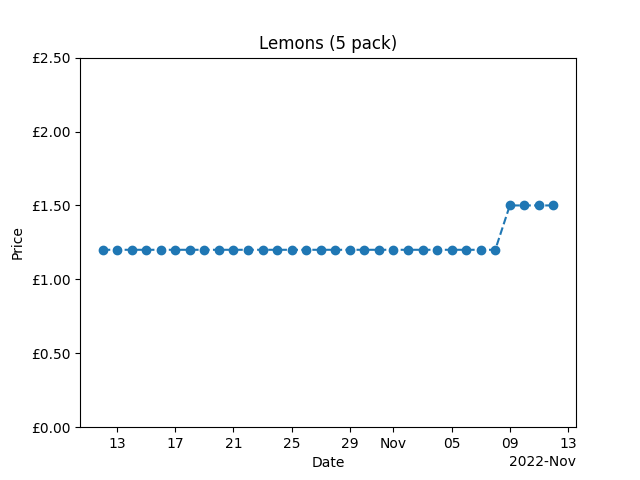 Lemons (5 pack)
£2.50
£2.00
£1.50
£1.00
£0.50
£0.00
Price
13 17 21 25 29 Nov 05 09 13
Date
2022-Nov